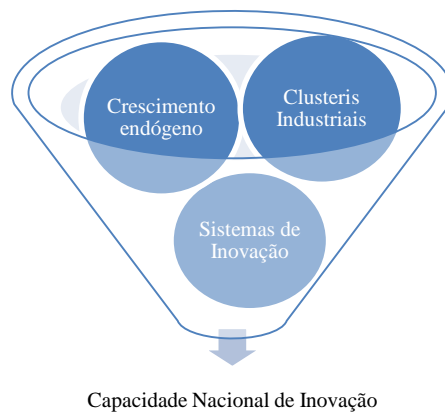 Crescimento
endógeno
Clusteris
Industriais
Sistemas de
Inovação
Capacidade Nacional de Inovação